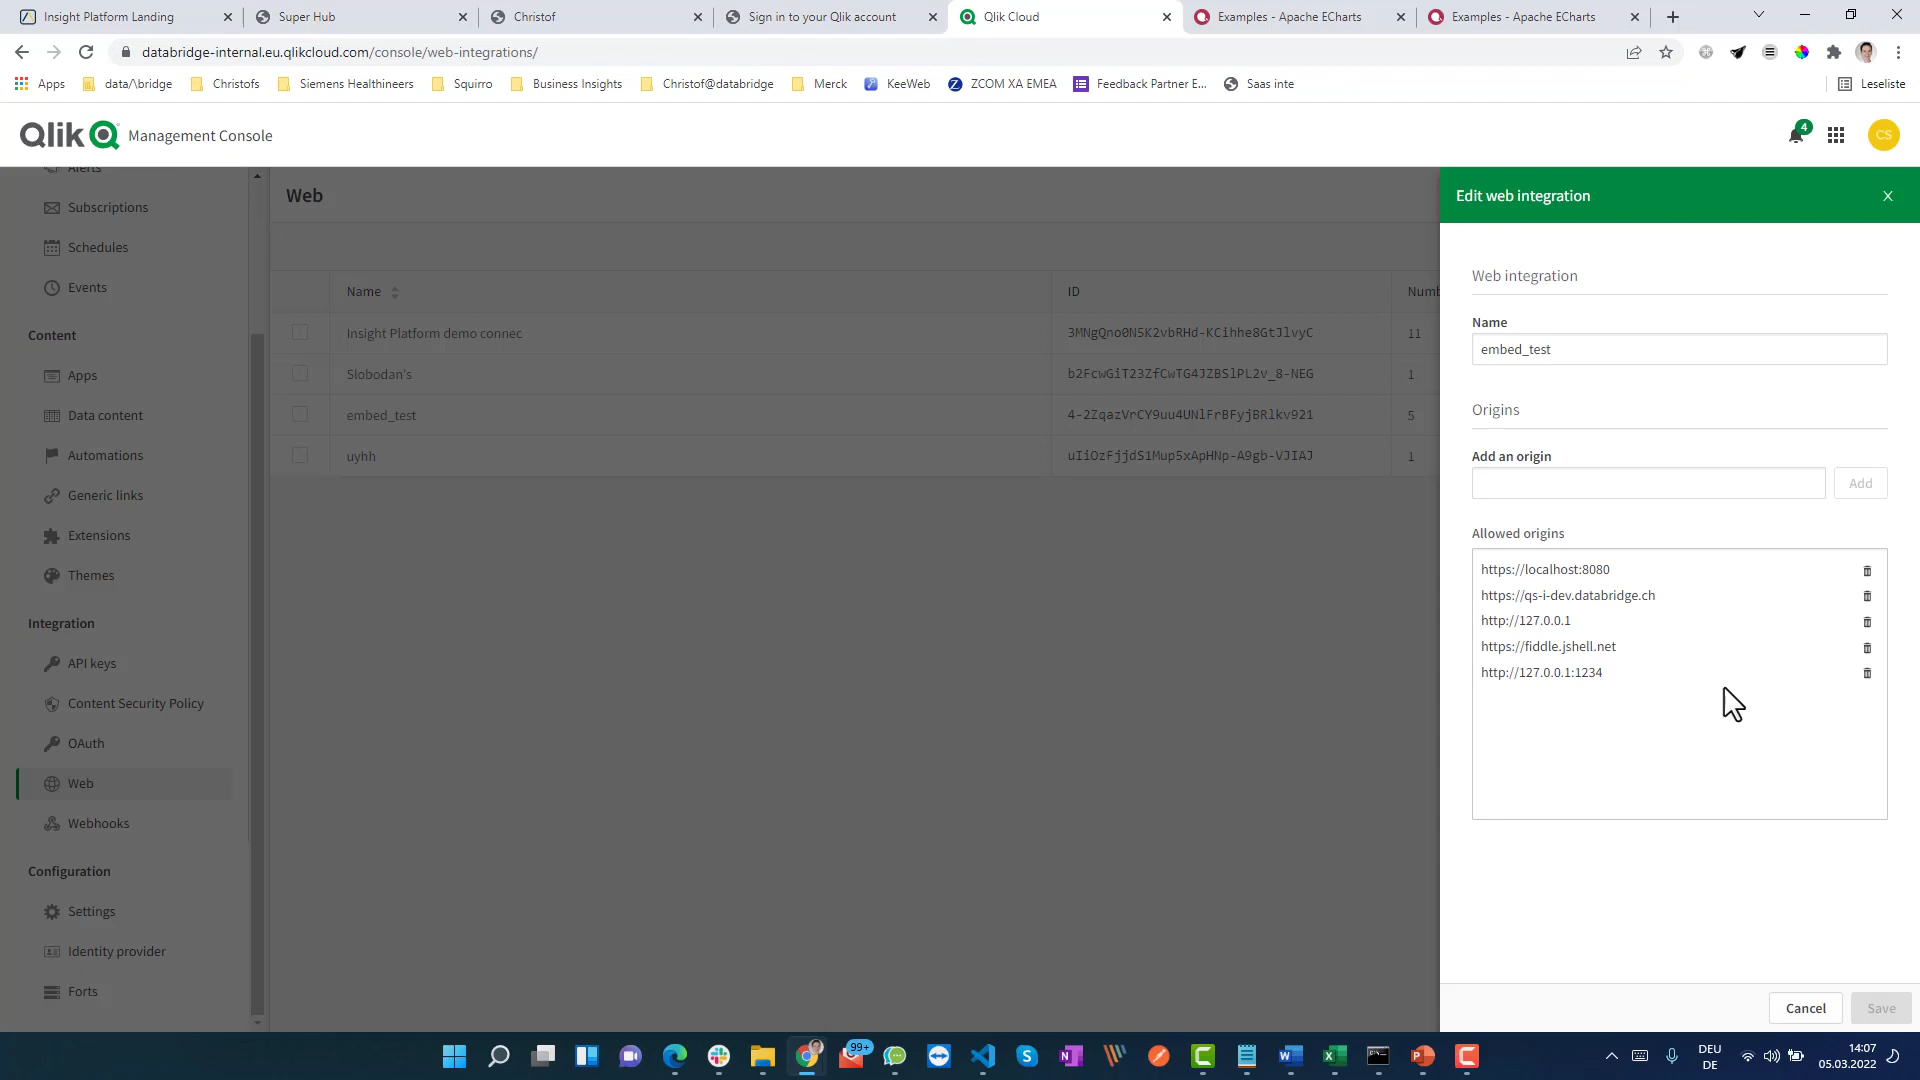 Insight Platform Landing
Super Hub
Christof
Sign in to your Qlik account
Qlik Cloud
Examples - Apache ECharts
Examples - Apache ECharts
databridge-internal.eu.qlikcloud.com/console/web-integrations/
Apps
data/\bridge
Christofs
Siemens Healthineers
Squirro
Business Insights
Christof@databridge
Merck
KeeWeb
ZCOM XA EMEA
Feedback Partner E...
Saas inte
Leseliste
Qlik Management Console
4
CS
Alerts
Subscriptions
Schedules
Events
Content
Apps
Data content
Automations
Generic links
Extensions
Themes
Integration
API keys
Content Security Policy
OAuth
Web
Webhooks
Configuration
Settings
Identity provider
Forts
Web
Name ID Numb
Insight Platform demo connec 3MNgQno0N5K2vbRHd-KCihhe8GtJlvyC 11
Slobodan's b2FcwGiT23ZfCwTG4JZBSlPL2v_8-NEG 1
embed_test 4-2ZqazVrCY9uu4UNlFrBFyjBRlkv921 5
uyhh uIiOzFjjdS1Mup5xApHNp-A9gb-VJIAJ 1
Edit web integration
Web integration
Name
embed_test
Origins
Add an origin
Add
Allowed origins
https://localhost:8080
https://qs-i-dev.databridge.ch
http://127.0.0.1
https://fiddle.jshell.net
http://127.0.0.1:1234
Cancel
Save
99+
DEU
DE
14:07
05.03.2022